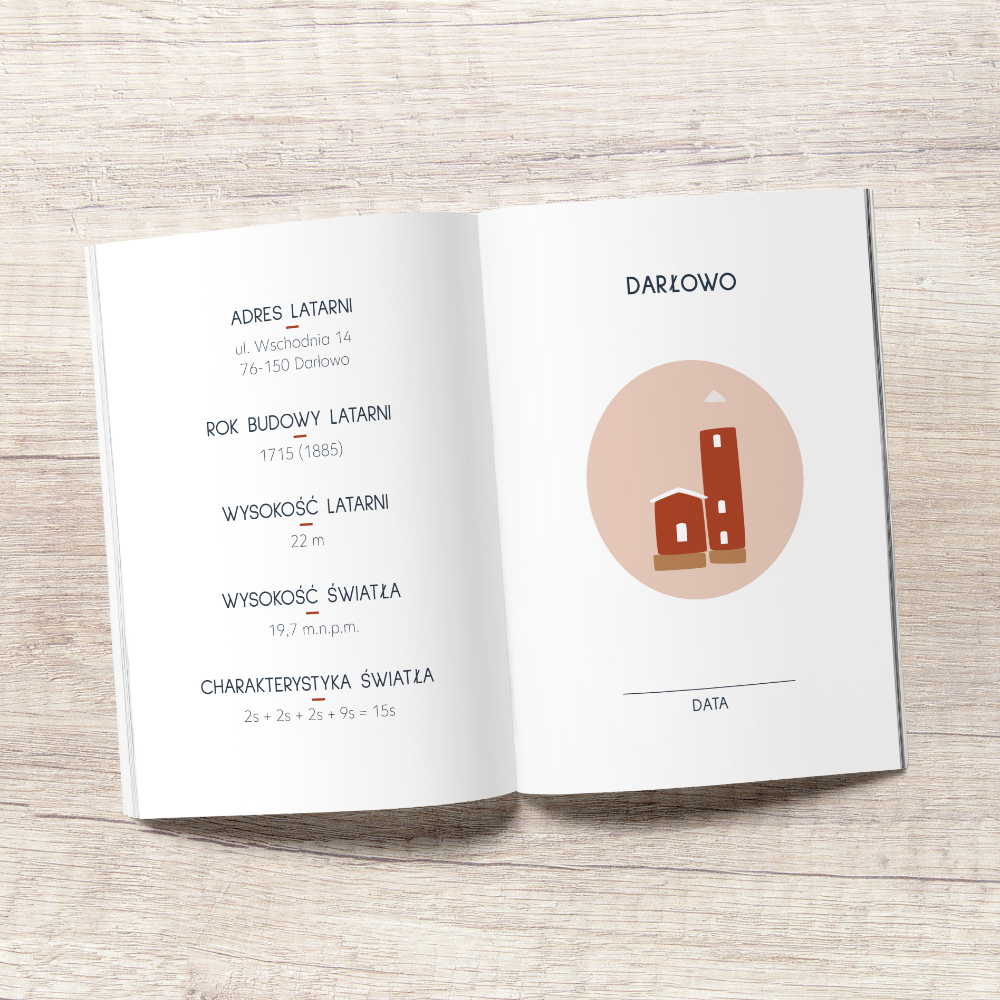 ADRES LATARNI
ul. Wschodnia 14
76-150 Darłowo
ROK BUDOWY LATARNI
1715 (1885)
WYSOKOŚĆ LATARNI
22 m
WYSOKOŚĆ ŚWIATŁA
19,7 m.n.p.m.
CHARAKTERYSTYKA ŚWIATŁA
2s + 2s + 2s + 9s = 15s
DARŁOWO
DATA